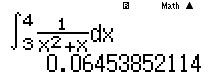 R Math ▲
∫₃⁴ 1/(x²+x) dx
0.06453852114